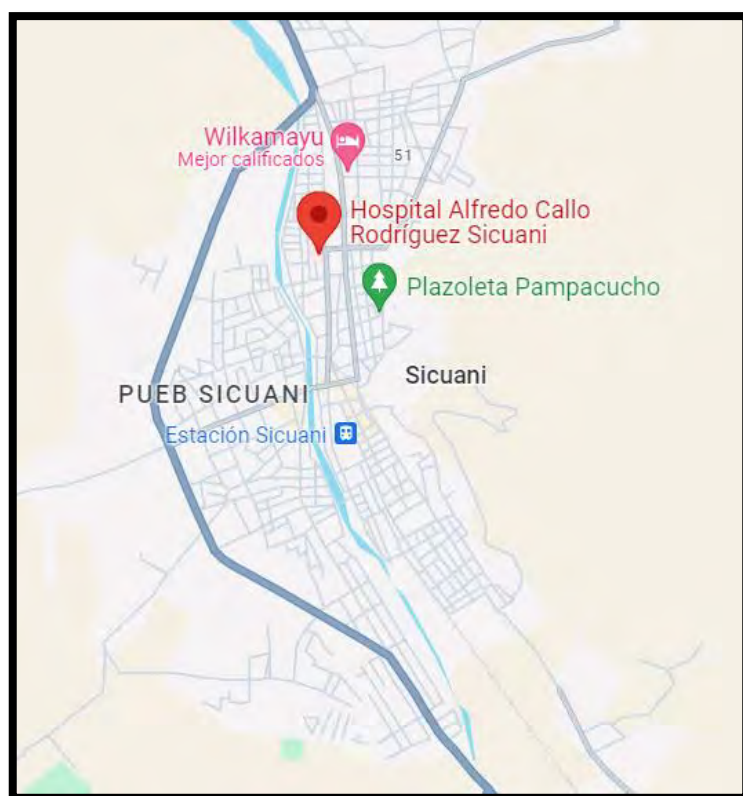 Wilkamayu
Mejor calificados
51
Hospital Alfredo Callo
Rodríguez Sicuani
Plazoleta Pampacucho
Sicuani
PUEB SICUANI
Estación Sicuani